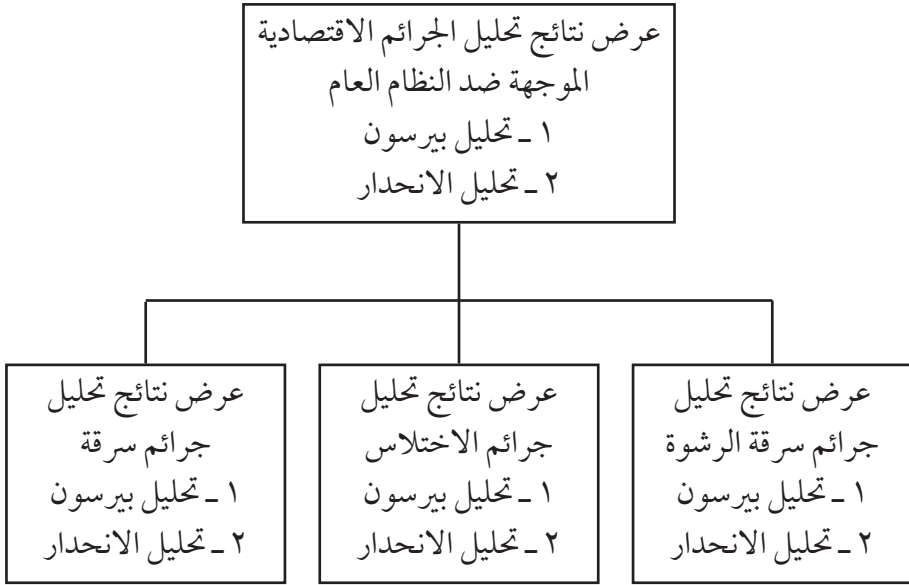 عرض نتائج تحليل الجرائم الاقتصادية
الموجهة ضد النظام العام
١ ـ تحليل بيرسون
٢ ـ تحليل الانحدار
عرض نتائج تحليل
جرائم سرقة الرشوة
١ ـ تحليل بيرسون
٢ ـ تحليل الانحدار
عرض نتائج تحليل
جرائم الاختلاس
١ ـ تحليل بيرسون
٢ ـ تحليل الانحدار
عرض نتائج تحليل
جرائم سرقة
١ ـ تحليل بيرسون
٢ ـ تحليل الانحدار